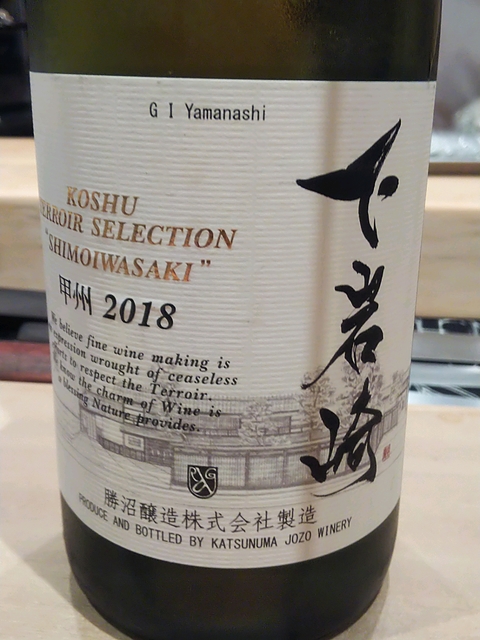 G I Yamanashi
KOSHU
TERROIR SELECTION
"SHIMOIWASAKI"
甲州 2018
We believe fine wine making is
expression wrought of ceaseless
efforts to respect the Terroir.
We know the charm of Wine is
a blessing Nature provides.
下岩崎
勝沼醸造株式会社製造
PRODUCE AND BOTTLED BY KATSUNUMA JOZO WINERY